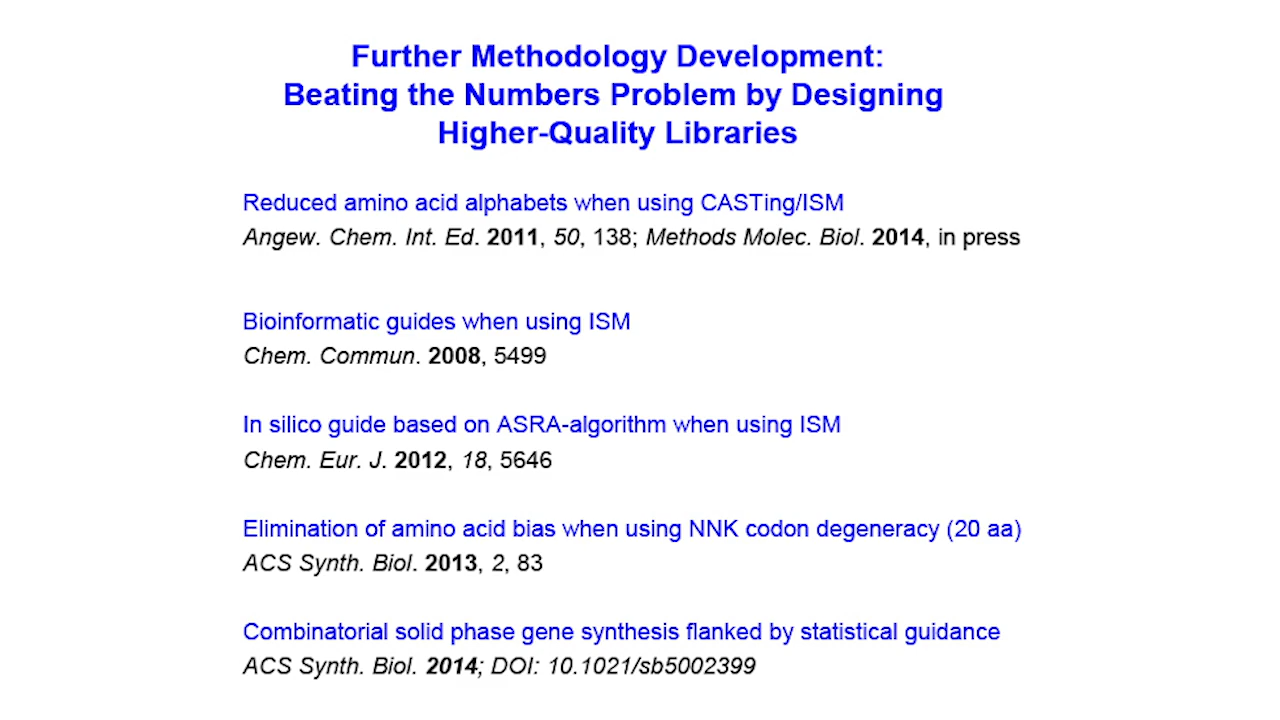 Further Methodology Development:
Beating the Numbers Problem by Designing
Higher-Quality Libraries
Reduced amino acid alphabets when using CASTing/ISM
Angew. Chem. Int. Ed. 2011, 50, 138; Methods Molec. Biol. 2014, in press
Bioinformatic guides when using ISM
Chem. Commun. 2008, 5499
In silico guide based on ASRA-algorithm when using ISM
Chem. Eur. J. 2012, 18, 5646
Elimination of amino acid bias when using NNK codon degeneracy (20 aa)
ACS Synth. Biol. 2013, 2, 83
Combinatorial solid phase gene synthesis flanked by statistical guidance
ACS Synth. Biol. 2014; DOI: 10.1021/sb5002399